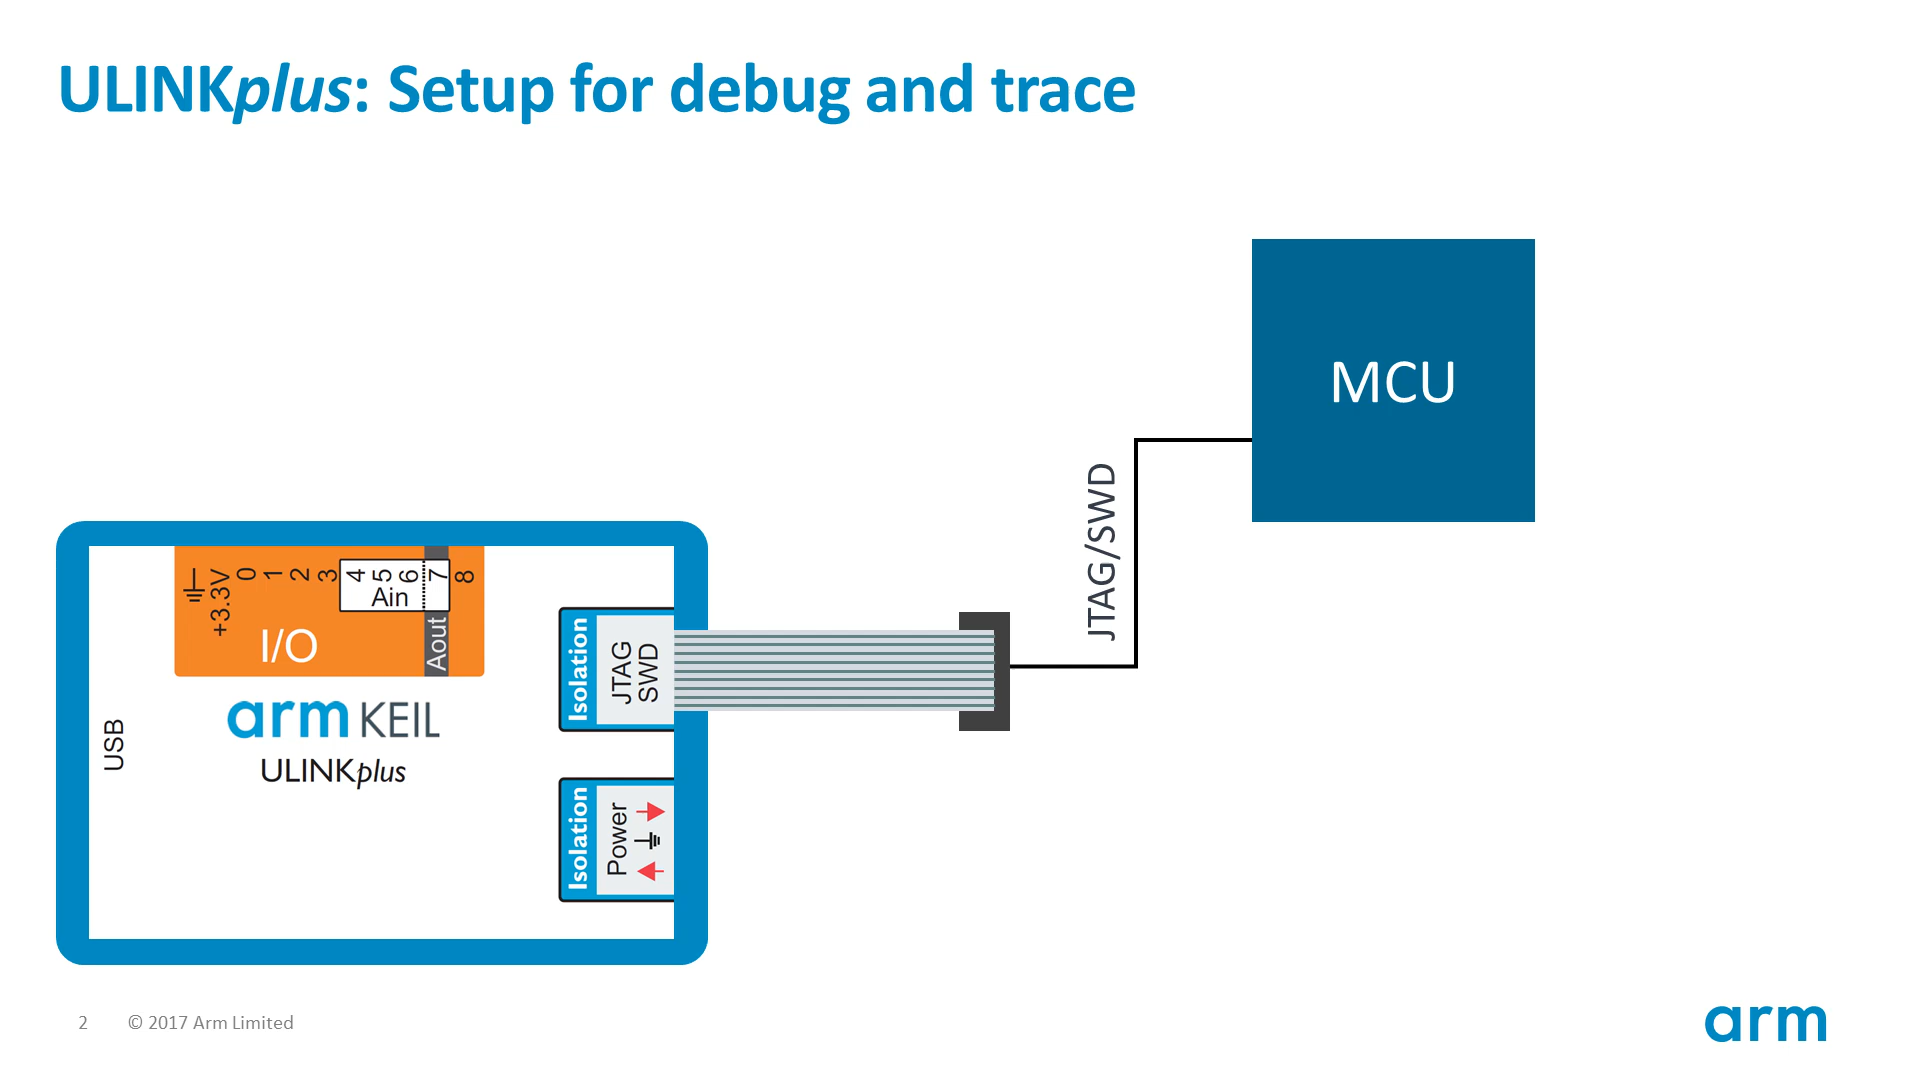 ULINKplus: Setup for debug and trace
MCU
JTAG/SWD
+3.3V 0 1 2 3 4 5 6 7 8
Ain
I/O
Aout
Isolation
JTAG
SWD
arm KEIL
ULINKplus
USB
Isolation
Power
2
© 2017 Arm Limited
arm